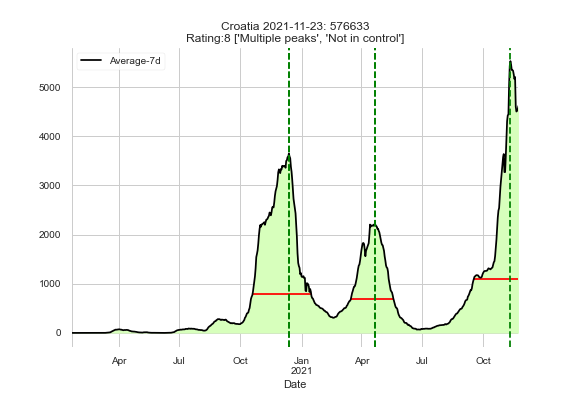 Croatia 2021-11-23: 576633
Rating:8 ['Multiple peaks', 'Not in control']
Average-7d
5000
4000
3000
2000
1000
0
Apr Jul Oct Jan Apr Jul Oct
2021
Date